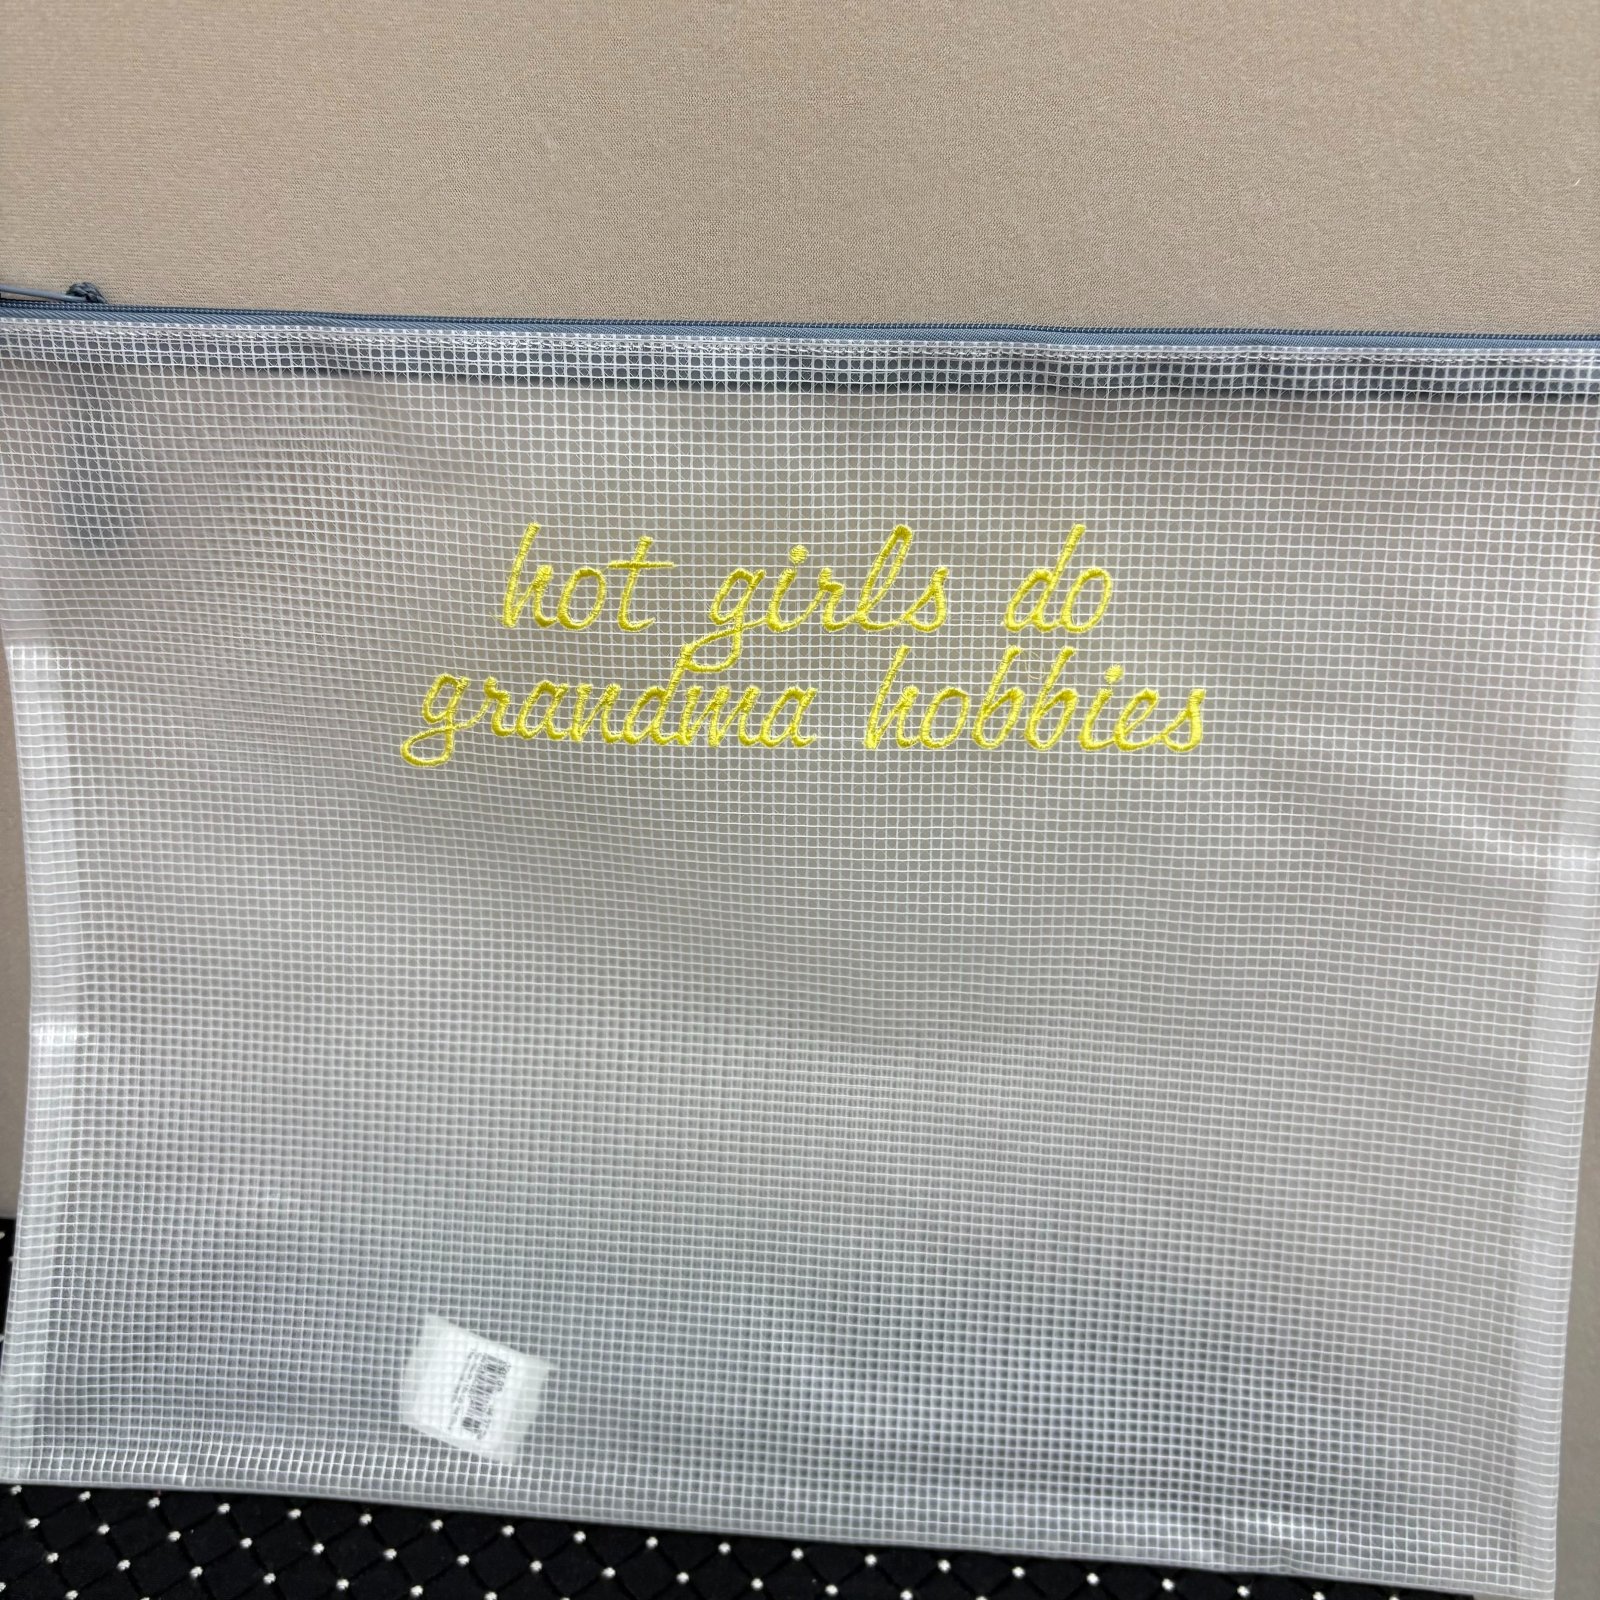 hot girls do
grandma hobbies